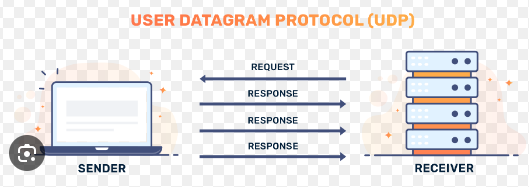 USER DATAGRAM PROTOCOL (UDP)
REQUEST
RESPONSE
RESPONSE
RESPONSE
SENDER
RECEIVER